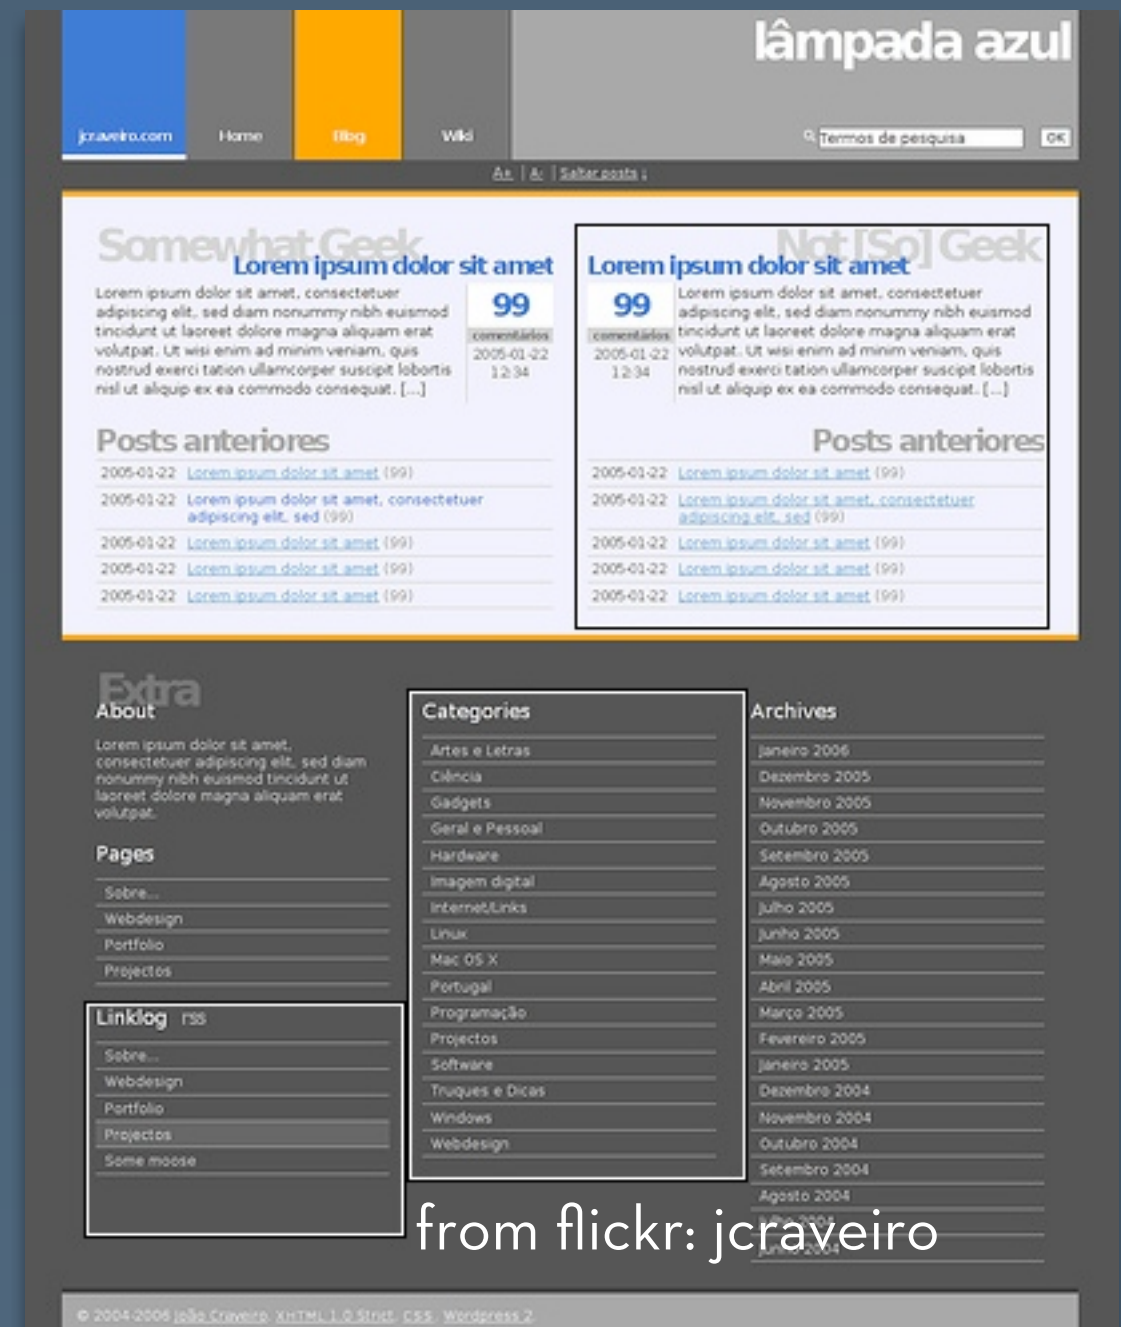 lâmpada azul
jcraveiro.com Home Blog Wiki
Termos de pesquisa OK
A+ | A- | Saltar posts ↓
Somewhat Geek
Lorem ipsum dolor sit amet
Lorem ipsum dolor sit amet, consectetuer
adipiscing elit, sed diam nonummy nibh euismod
tincidunt ut laoreet dolore magna aliquam erat
volutpat. Ut wisi enim ad minim veniam, quis
nostrud exerci tation ullamcorper suscipit lobortis
nisl ut aliquip ex ea commodo consequat. [...]
99
comentários
2005-01-22
12:34
Posts anteriores
2005-01-22 Lorem ipsum dolor sit amet (99)
2005-01-22 Lorem ipsum dolor sit amet, consectetuer
adipiscing elit, sed (99)
2005-01-22 Lorem ipsum dolor sit amet (99)
2005-01-22 Lorem ipsum dolor sit amet (99)
2005-01-22 Lorem ipsum dolor sit amet (99)
Not [So] Geek
Lorem ipsum dolor sit amet
99
comentários
2005-01-22
12:34
Lorem ipsum dolor sit amet, consectetuer
adipiscing elit, sed diam nonummy nibh euismod
tincidunt ut laoreet dolore magna aliquam erat
volutpat. Ut wisi enim ad minim veniam, quis
nostrud exerci tation ullamcorper suscipit lobortis
nisl ut aliquip ex ea commodo consequat. [...]
Posts anteriores
2005-01-22 Lorem ipsum dolor sit amet (99)
2005-01-22 Lorem ipsum dolor sit amet, consectetuer
adipiscing elit, sed (99)
2005-01-22 Lorem ipsum dolor sit amet (99)
2005-01-22 Lorem ipsum dolor sit amet (99)
2005-01-22 Lorem ipsum dolor sit amet (99)
Extra
About
Lorem ipsum dolor sit amet,
consectetuer adipiscing elit, sed diam
nonummy nibh euismod tincidunt ut
laoreet dolore magna aliquam erat
volutpat.
Pages
Sobre...
Webdesign
Portfolio
Projectos
Linklog rss
Sobre...
Webdesign
Portfolio
Projectos
Some moose
Categories
Artes e Letras
Ciência
Gadgets
Geral e Pessoal
Hardware
Imagem digital
Internet/Links
Linux
Mac OS X
Portugal
Programação
Projectos
Software
Truques e Dicas
Windows
Webdesign
Archives
Janeiro 2006
Dezembro 2005
Novembro 2005
Outubro 2005
Setembro 2005
Agosto 2005
Julho 2005
Junho 2005
Maio 2005
Abril 2005
Março 2005
Fevereiro 2005
Janeiro 2005
Dezembro 2004
Novembro 2004
Outubro 2004
Setembro 2004
Agosto 2004
Julho 2004
Junho 2004
from flickr: jcraveiro
© 2004-2006 João Craveiro. XHTML 1.0 Strict. CSS. Wordpress 2.